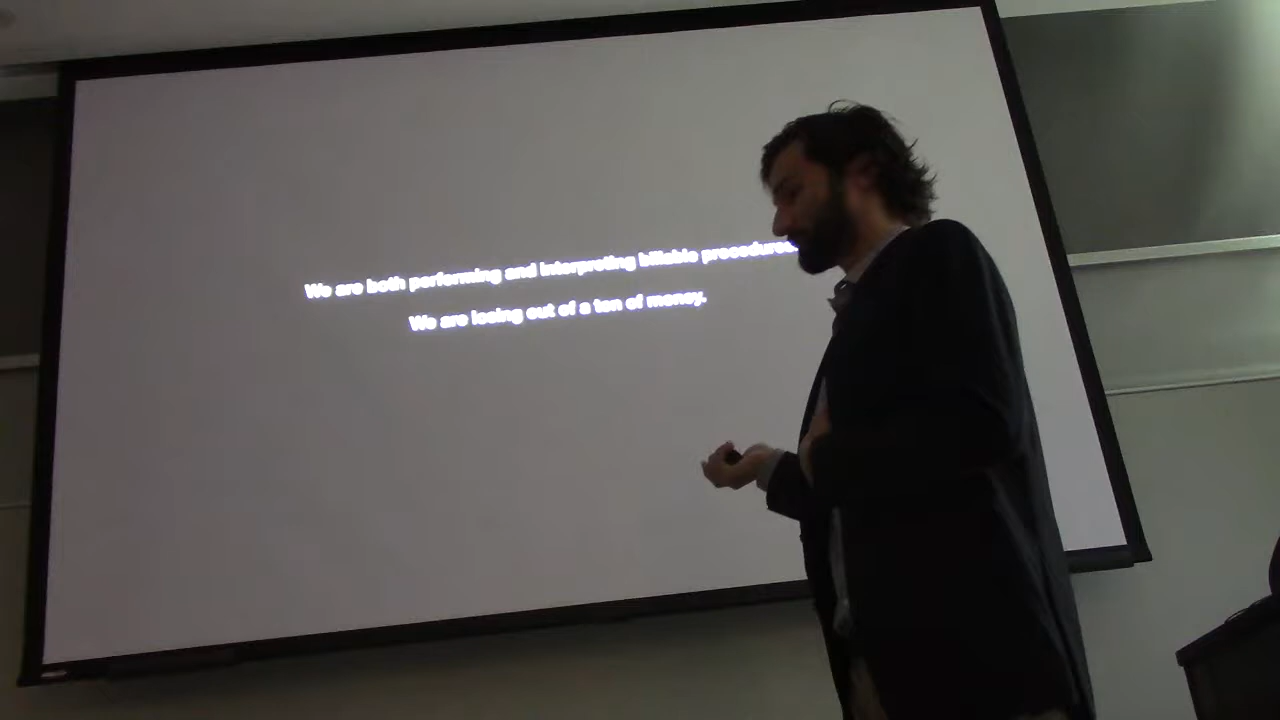 We are both performing and interpreting billable procedures.
We are losing out of a ton of money.